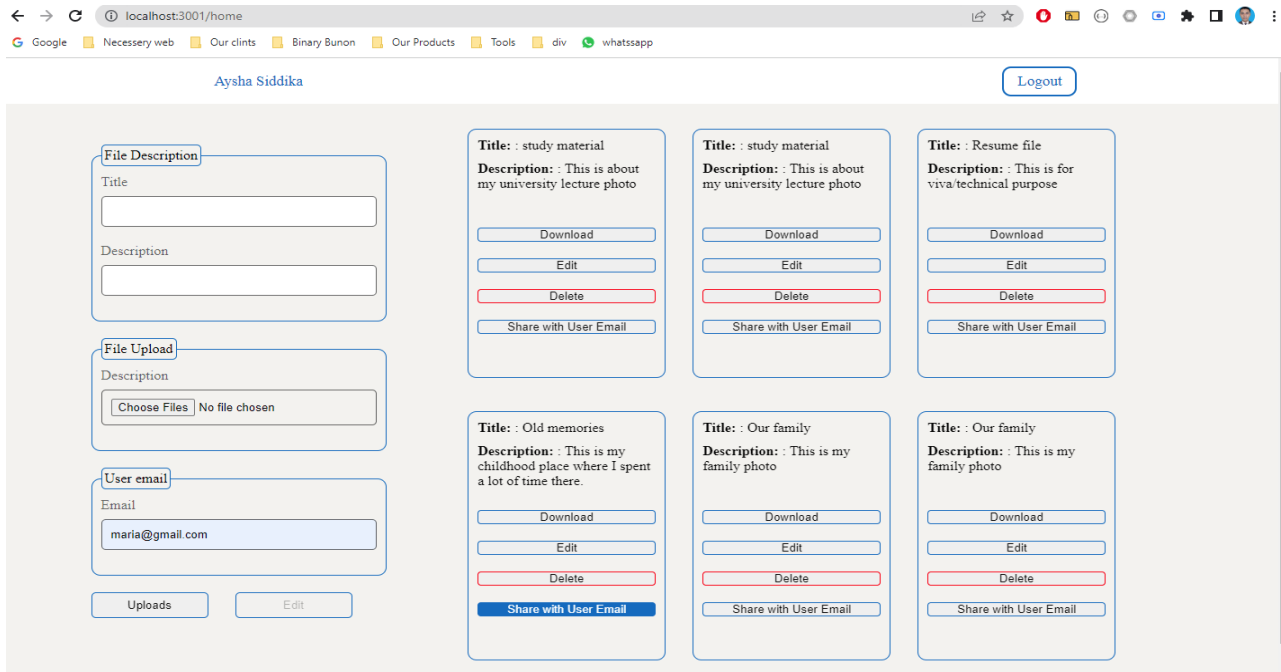 localhost:3001/home
Google Necessery web Our clints Binary Bunon Our Products Tools div whatssapp
Aysha Siddika
Logout
File Description
Title
Description
File Upload
Description
Choose Files No file chosen
User email
Email
maria@gmail.com
Uploads
Edit
Title: : study material
Description: : This is about
my university lecture photo
Download
Edit
Delete
Share with User Email
Title: : study material
Description: : This is about
my university lecture photo
Download
Edit
Delete
Share with User Email
Title: : Resume file
Description: : This is for
viva/technical purpose
Download
Edit
Delete
Share with User Email
Title: : Old memories
Description: : This is my
childhood place where I spent
a lot of time there.
Download
Edit
Delete
Share with User Email
Title: : Our family
Description: : This is my
family photo
Download
Edit
Delete
Share with User Email
Title: : Our family
Description: : This is my
family photo
Download
Edit
Delete
Share with User Email